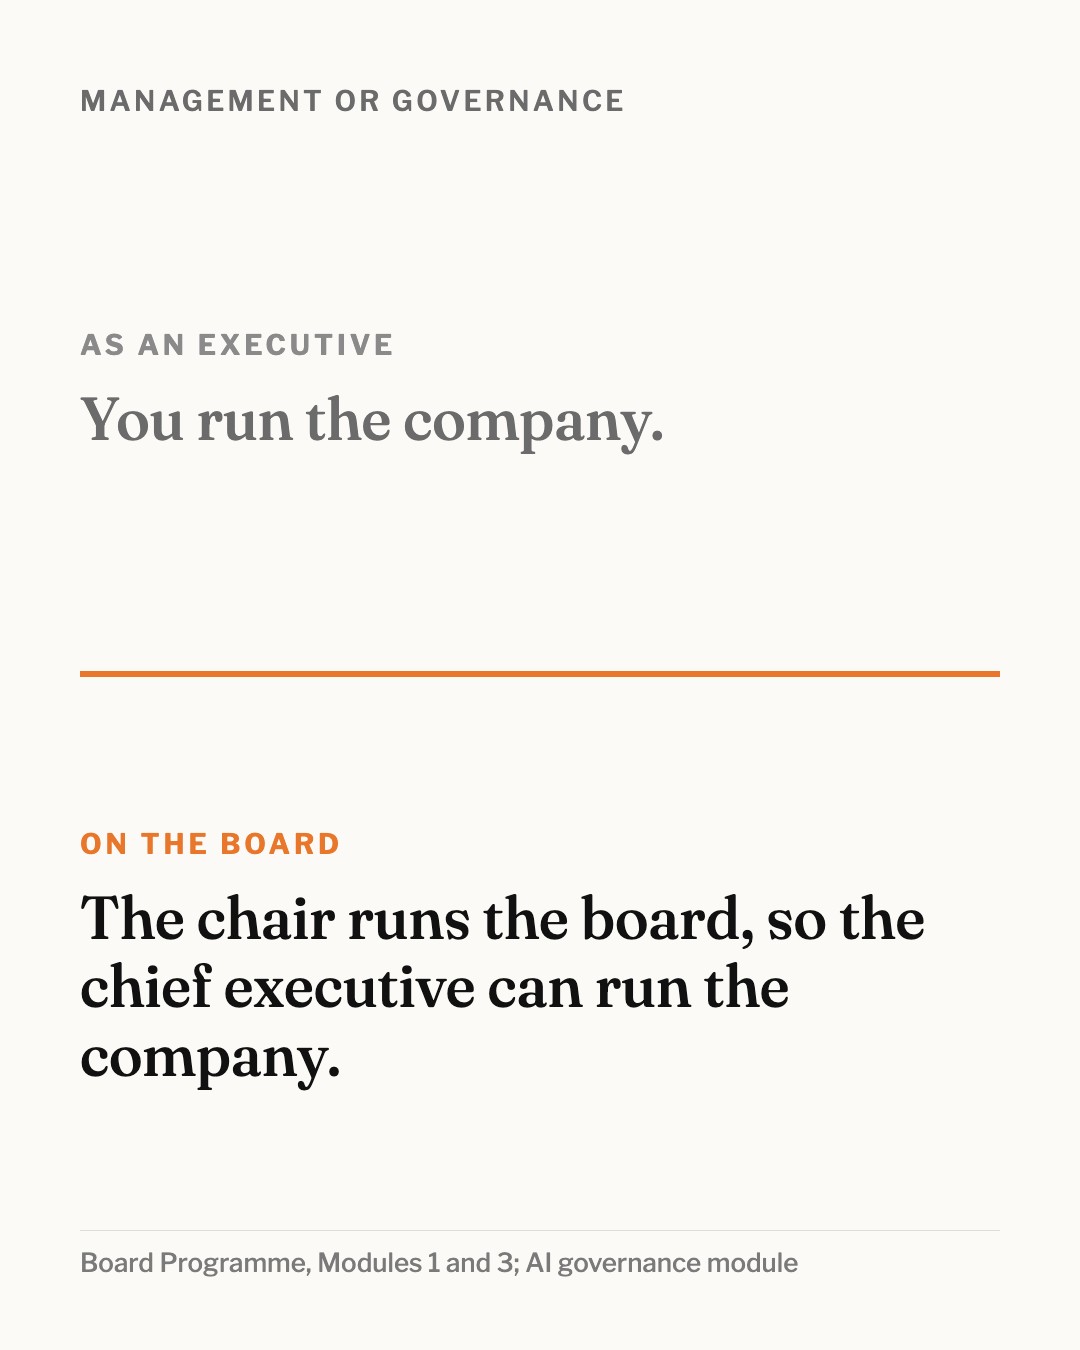 MANAGEMENT OR GOVERNANCE
AS AN EXECUTIVE
You run the company.
ON THE BOARD
The chair runs the board, so the
chief executive can run the
company.
Board Programme, Modules 1 and 3; AI governance module